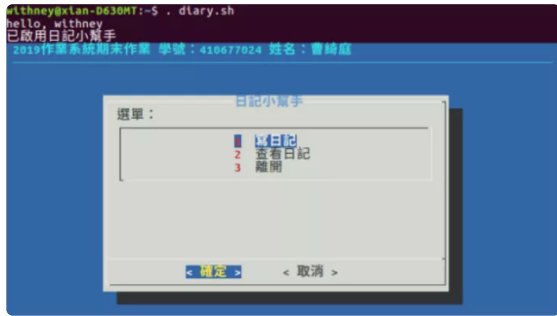 withney@xian-D630MT:~$ . diary.sh
hello, withney
已啟用日記小幫手
2019作業系統期末作業 學號：410677024 姓名：曹綺庭
日記小幫手
選單：
1 寫日記
2 查看日記
3 離開
< 確定 > < 取消 >